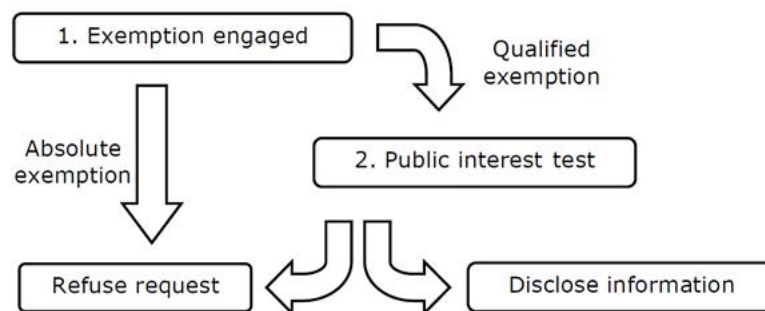 1. Exemption engaged
Qualified
exemption
Absolute
exemption
2. Public interest test
Refuse request
Disclose information